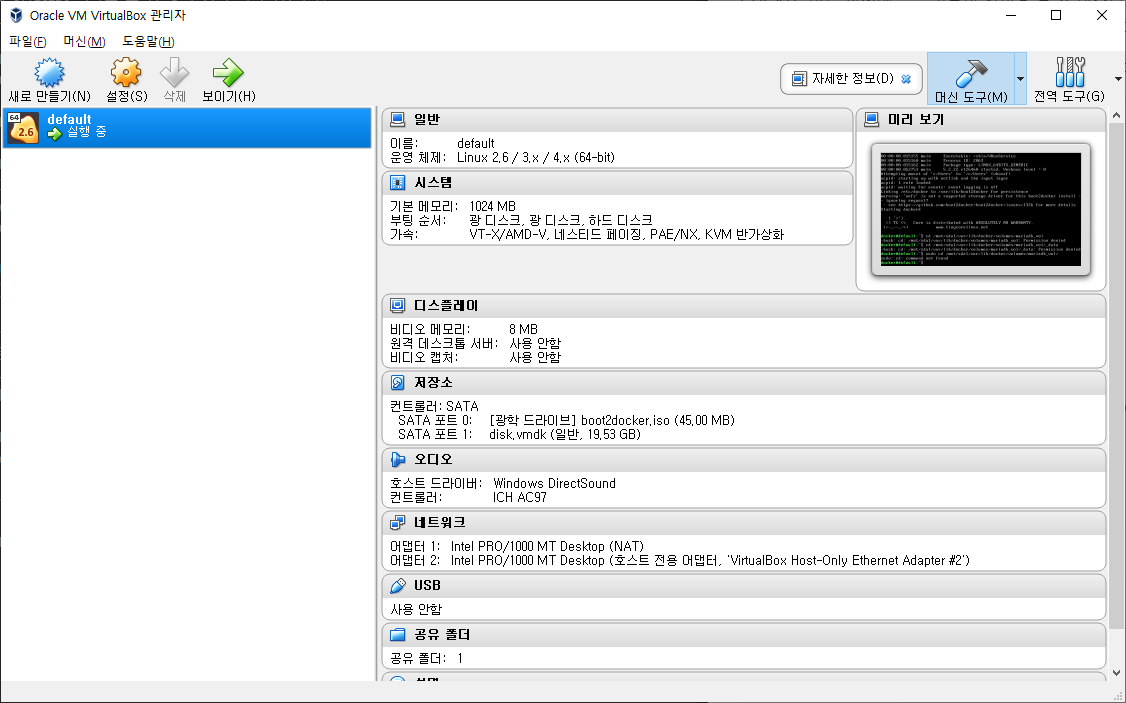 Oracle VM VirtualBox 관리자
파일(F) 머신(M) 도움말(H)
새로 만들기(N) 설정(S) 삭제 보이기(H) 자세한 정보(D) 머신 도구(M) 전역 도구(G)
64 2.6 default
실행 중
일반
이름: default
운영 체제: Linux 2.6 / 3.x / 4.x (64-bit)
시스템
기본 메모리: 1024 MB
부팅 순서: 광 디스크, 광 디스크, 하드 디스크
가속: VT-x/AMD-V, 네스티드 페이징, PAE/NX, KVM 반가상화
미리 보기
디스플레이
비디오 메모리: 8 MB
원격 데스크톱 서버: 사용 안함
비디오 캡처: 사용 안함
저장소
컨트롤러: SATA
SATA 포트 0: [광학 드라이브] boot2docker.iso (45.00 MB)
SATA 포트 1: disk.vmdk (일반, 19.53 GB)
오디오
호스트 드라이버: Windows DirectSound
컨트롤러: ICH AC97
네트워크
어댑터 1: Intel PRO/1000 MT Desktop (NAT)
어댑터 2: Intel PRO/1000 MT Desktop (호스트 전용 어댑터, 'VirtualBox Host-Only Ethernet Adapter #2')
USB
사용 안함
공유 폴더
공유 폴더: 1